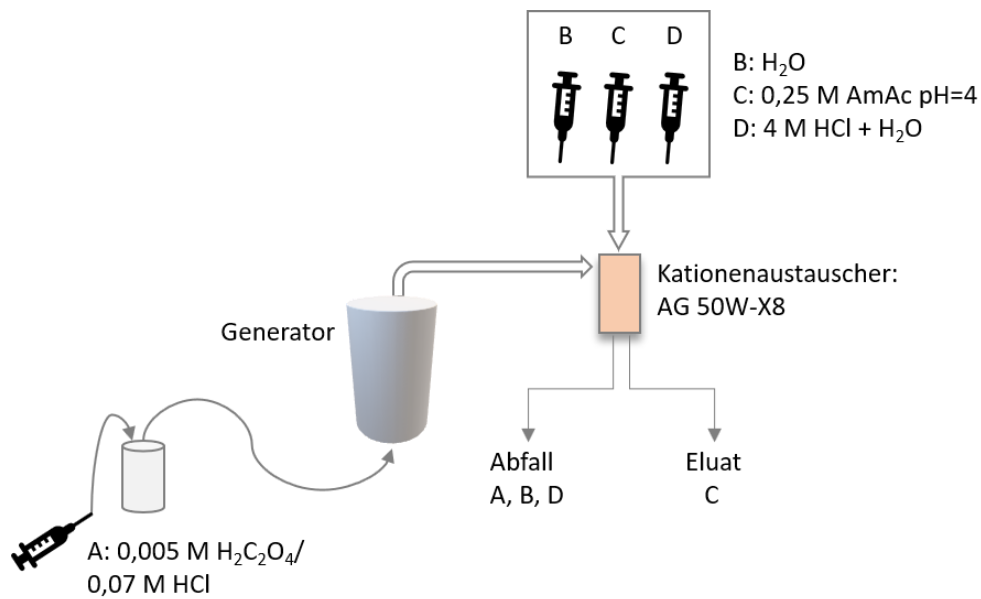 B C D
B: H₂O
C: 0,25 M AmAc pH=4
D: 4 M HCl + H₂O
Kationenaustauscher:
AG 50W-X8
Generator
Abfall
A, B, D
Eluat
C
A: 0,005 M H₂C₂O₄/
0,07 M HCl